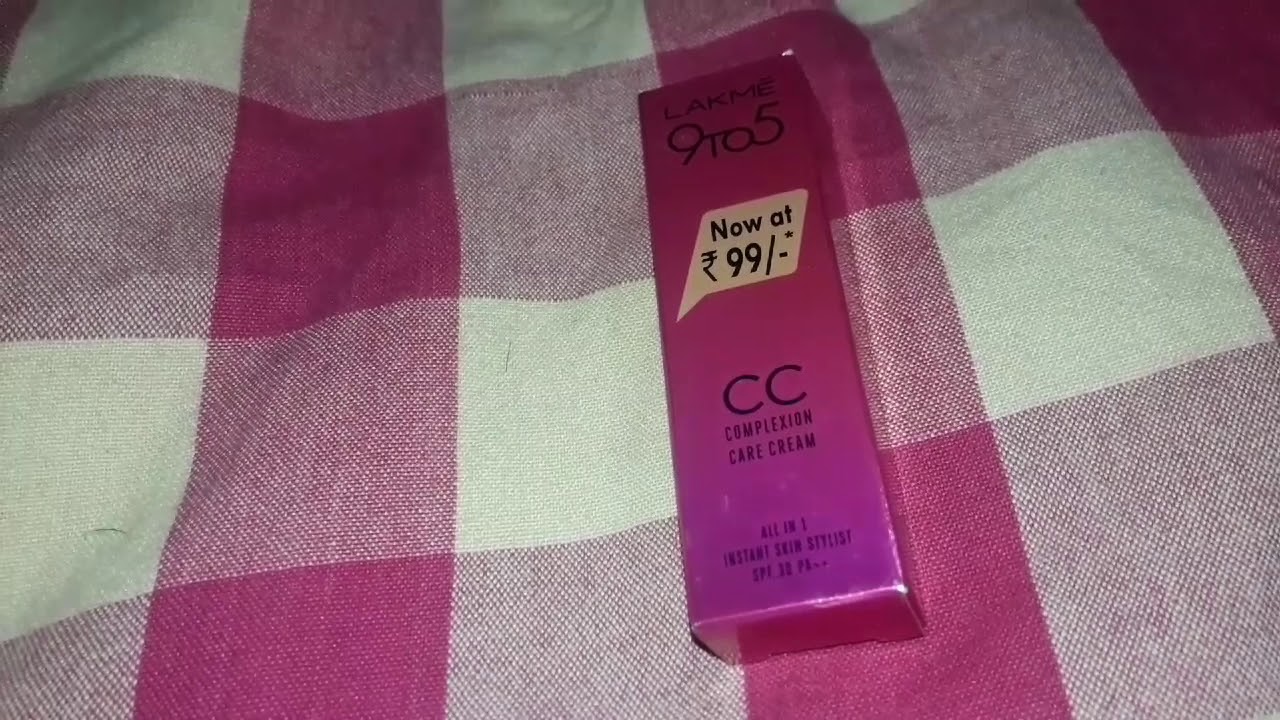 LAKMĒ
9TO5
Now at
₹ 99/-*
CC
COMPLEXION
CARE CREAM
ALL IN 1
INSTANT SKIN STYLIST
SPF 30 PA++